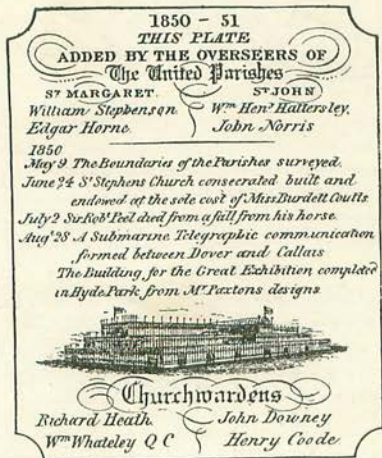 1850 - 51
THIS PLATE
ADDED BY THE OVERSEERS OF
The United Parishes
ST MARGARET. ST JOHN
William Stephenson Wm Henry Hattersley.
Edgar Horne. John Norris
1850
May 9 The Boundaries of the Parishes surveyed.
June 24 St Stephens Church consecrated built and
endowed at the sole cost of Miss Burdett Coutts.
July 2 Sir Robt Peel died from a fall from his horse.
Augt 28 A Submarine Telegraphic communication
formed between Dover and Callais
The Building for the Great Exhibition completed
in Hyde Park from Mr Paxtons designs
Churchwardens
Richard Heath. John Downey
Wm Whateley Q C Henry Coode